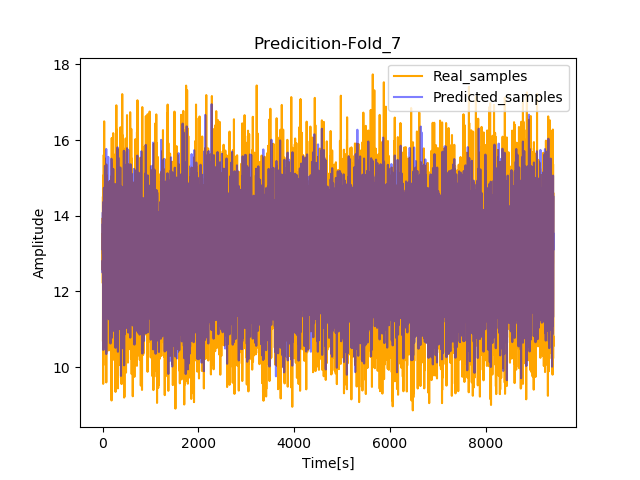 Predicition-Fold_7
Real_samples
Predicted_samples
Amplitude
18
16
14
12
10
0 2000 4000 6000 8000
Time[s]